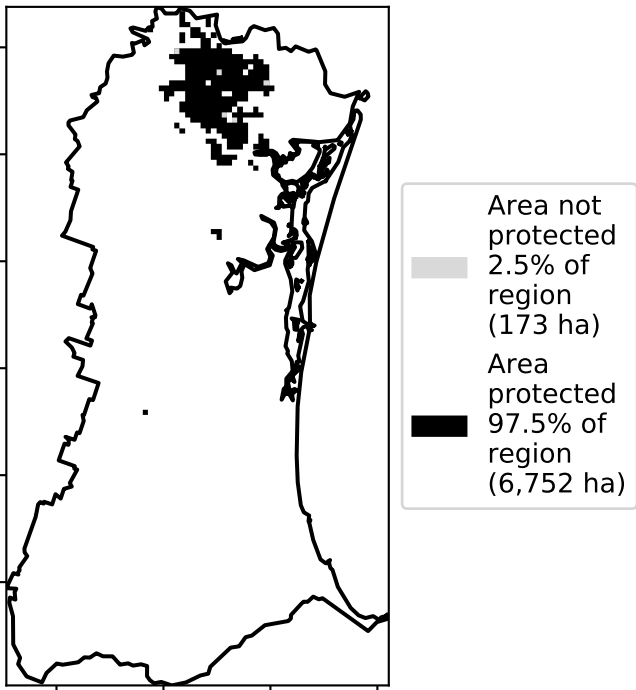 Area not
protected
2.5% of
region
(173 ha)
Area
protected
97.5% of
region
(6,752 ha)